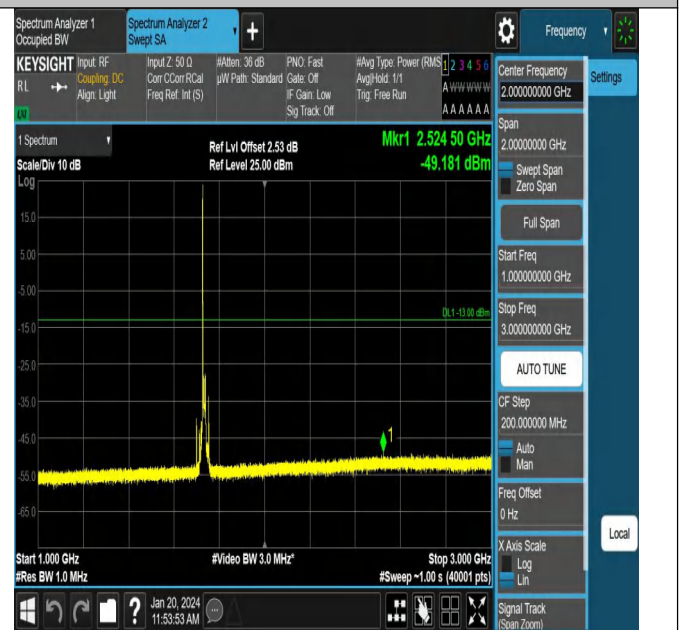 Spectrum Analyzer 1
Occupied BW
Spectrum Analyzer 2
Swept SA
Frequency
KEYSIGHT
RL
LXI
Input: RF
Coupling: DC
Align: Light
Input Z: 50 Ω
Corr CCorr RCal
Freq Ref: Int (S)
#Atten: 36 dB
µW Path: Standard
PNO: Fast
Gate: Off
IF Gain: Low
Sig Track: Off
#Avg Type: Power (RMS
Avg|Hold: 1/1
Trig: Free Run
1 2 3 4 5 6
A W W W W W
A A A A A A
Center Frequency
2.000000000 GHz
Settings
Span
2.00000000 GHz
Swept Span
Zero Span
Full Span
Start Freq
1.000000000 GHz
Stop Freq
3.000000000 GHz
AUTO TUNE
CF Step
200.000000 MHz
Auto
Man
Freq Offset
0 Hz
X Axis Scale
Log
Lin
Signal Track
(Span Zoom)
Local
1 Spectrum
Scale/Div 10 dB
Log
Ref Lvl Offset 2.53 dB
Ref Level 25.00 dBm
Mkr1 2.524 50 GHz
-49.181 dBm
15.0
5.00
-5.00
DL1 -13.00 dBm
-15.0
-25.0
-35.0
-45.0
1
-55.0
-65.0
Start 1.000 GHz
#Video BW 3.0 MHz*
Stop 3.000 GHz
#Res BW 1.0 MHz
#Sweep ~1.00 s (40001 pts)
Jan 20, 2024
11:53:53 AM